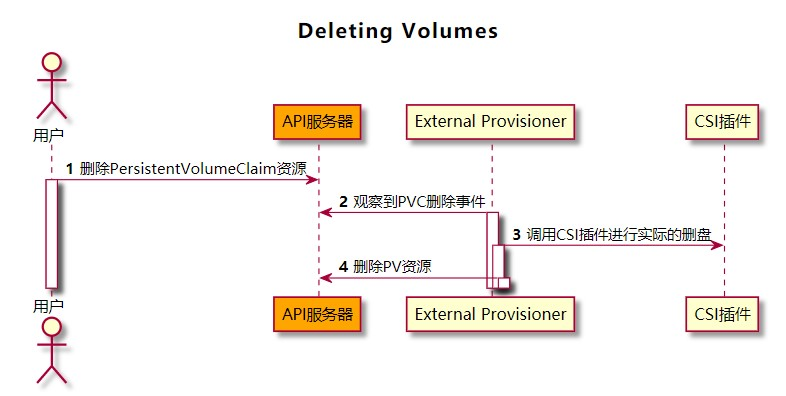 Deleting Volumes
用户
API服务器
External Provisioner
CSI插件
1 删除PersistentVolumeClaim资源
2 观察到PVC删除事件
3 调用CSI插件进行实际的删盘
4 删除PV资源
用户
API服务器
External Provisioner
CSI插件